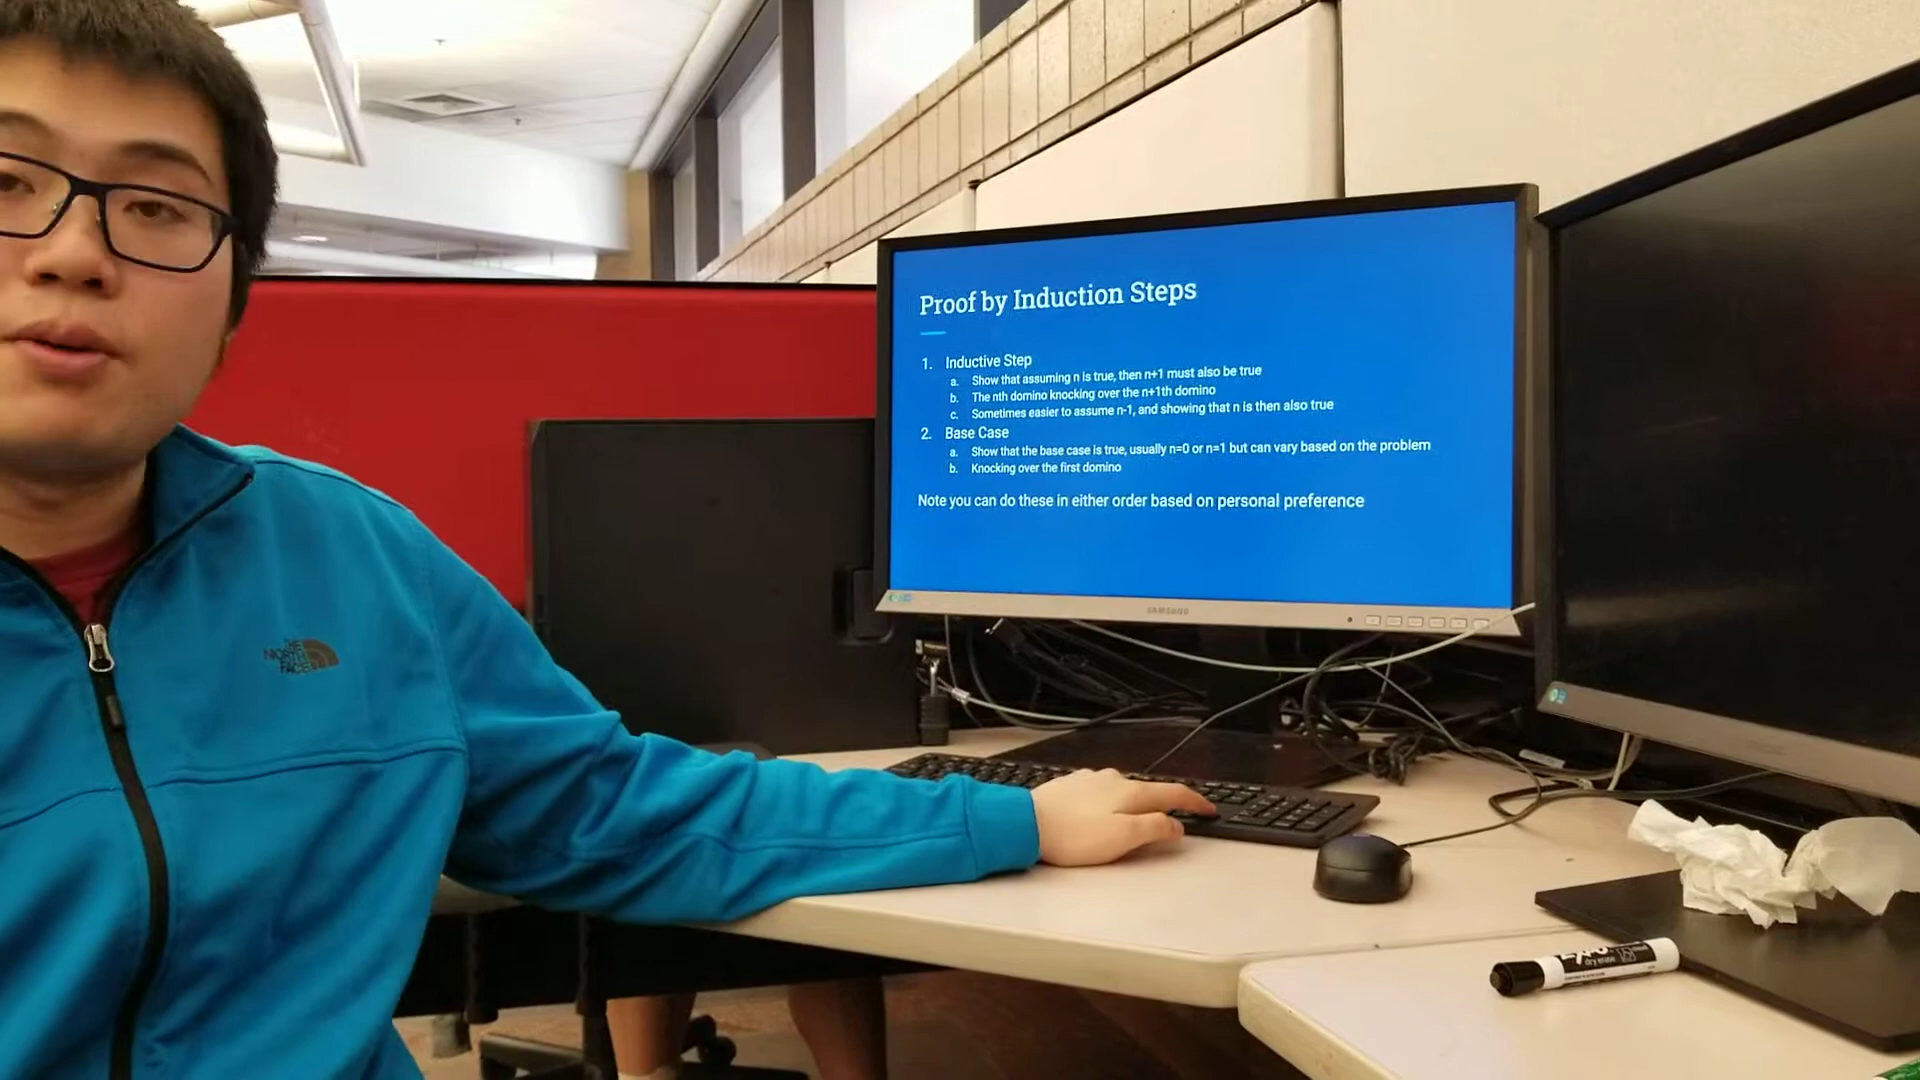 Proof by Induction Steps
1. Inductive Step
a. Show that assuming n is true, then n+1 must also be true
b. The nth domino knocking over the n+1th domino
c. Sometimes easier to assume n-1, and showing that n is then also true
2. Base Case
a. Show that the base case is true, usually n=0 or n=1 but can vary based on the problem
b. Knocking over the first domino
Note you can do these in either order based on personal preference
SAMSUNG
THE
NORTH
FACE
EXPO
dry erase